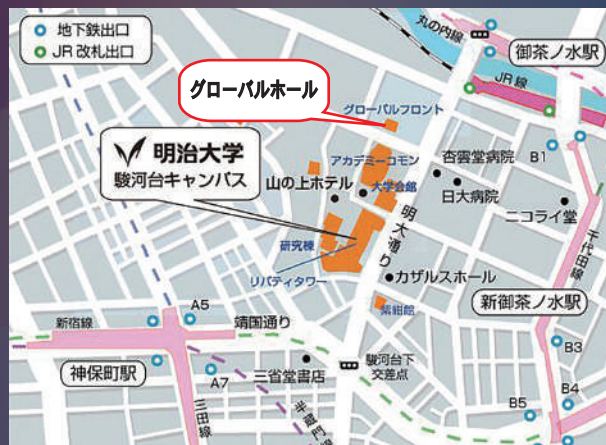 地下鉄出口
JR 改札出口
丸の内線
御茶ノ水駅
JR 線
グローバルホール
グローバルフロント
明治大学
駿河台キャンパス
アカデミーコモン
杏雲堂病院
B1
山の上ホテル
大学会館
日大病院
ニコライ堂
明大通り
千代田線
研究棟
リバティタワー
カザルスホール
紫紺館
新御茶ノ水駅
新宿線
A5
靖国通り
神保町駅
A7
三省堂書店
駿河台下
交差点
B3
B4
B5
半蔵門